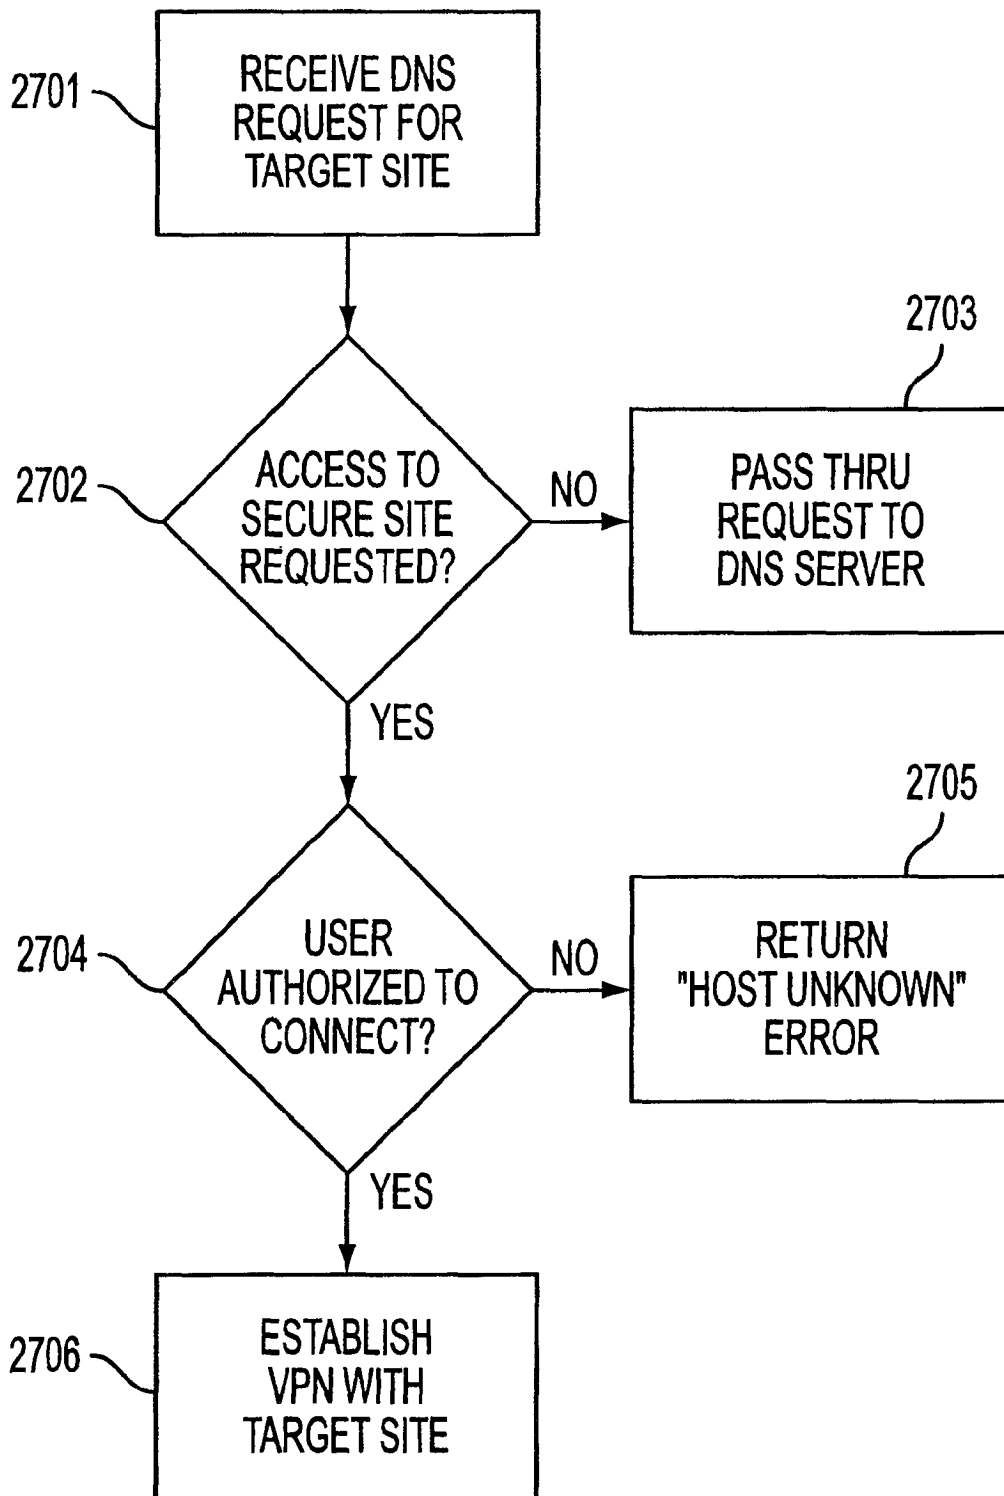 2701
RECEIVE DNS
REQUEST FOR
TARGET SITE
2702
ACCESS TO
SECURE SITE
REQUESTED?
NO
2703
PASS THRU
REQUEST TO
DNS SERVER
YES
2704
USER
AUTHORIZED TO
CONNECT?
NO
2705
RETURN
"HOST UNKNOWN"
ERROR
YES
2706
ESTABLISH
VPN WITH
TARGET SITE